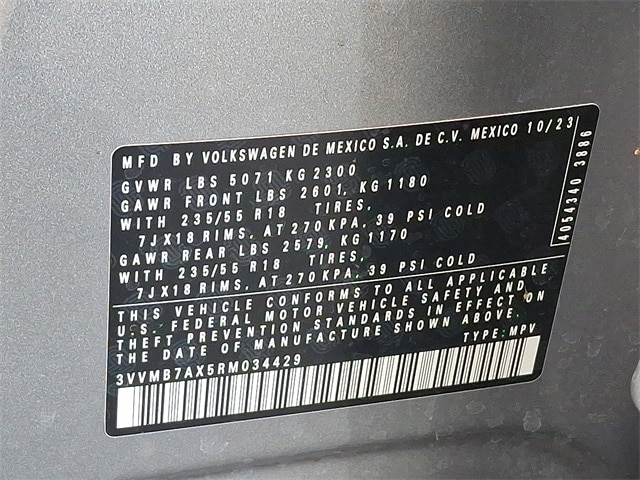 MFD BY VOLKSWAGEN DE MEXICO S.A. DE C.V. MEXICO 10/23
GVWR LBS 5071 KG 2300
GAWR FRONT LBS 2601, KG 1180
WITH 235/55 R18 TIRES,
7JX18 RIMS, AT 270 KPA, 39 PSI COLD
GAWR REAR LBS 2579, KG 1170
WITH 235/55 R18 TIRES,
7JX18 RIMS, AT 270 KPA, 39 PSI COLD
4054340 3886
THIS VEHICLE CONFORMS TO ALL APPLICABLE
U.S. FEDERAL MOTOR VEHICLE SAFETY AND
THEFT PREVENTION STANDARDS IN EFFECT ON
THE DATE OF MANUFACTURE SHOWN ABOVE.
TYPE: MPV
3VVMB7AX5RM034429